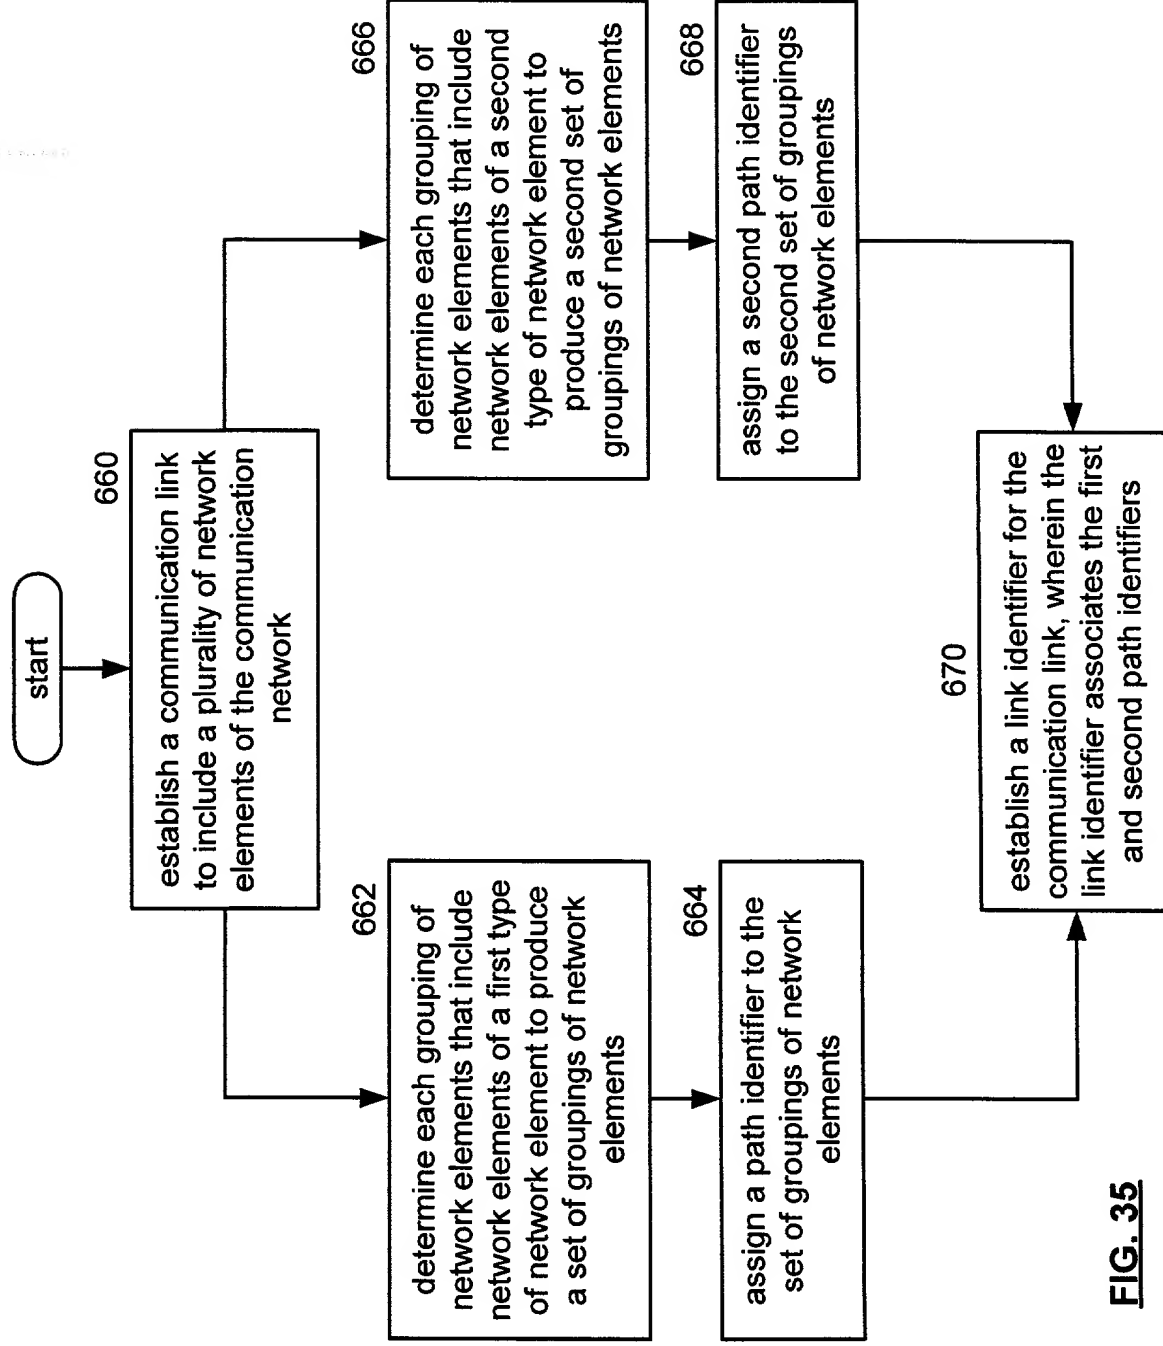 start
660
establish a communication link
to include a plurality of network
elements of the communication
network
662
determine each grouping of
network elements that include
network elements of a first type
of network element to produce
a set of groupings of network
elements
664
assign a path identifier to the
set of groupings of network
elements
666
determine each grouping of
network elements that include
network elements of a second
type of network element to
produce a second set of
groupings of network elements
668
assign a second path identifier
to the second set of groupings
of network elements
670
establish a link identifier for the
communication link, wherein the
link identifier associates the first
and second path identifiers
FIG. 35